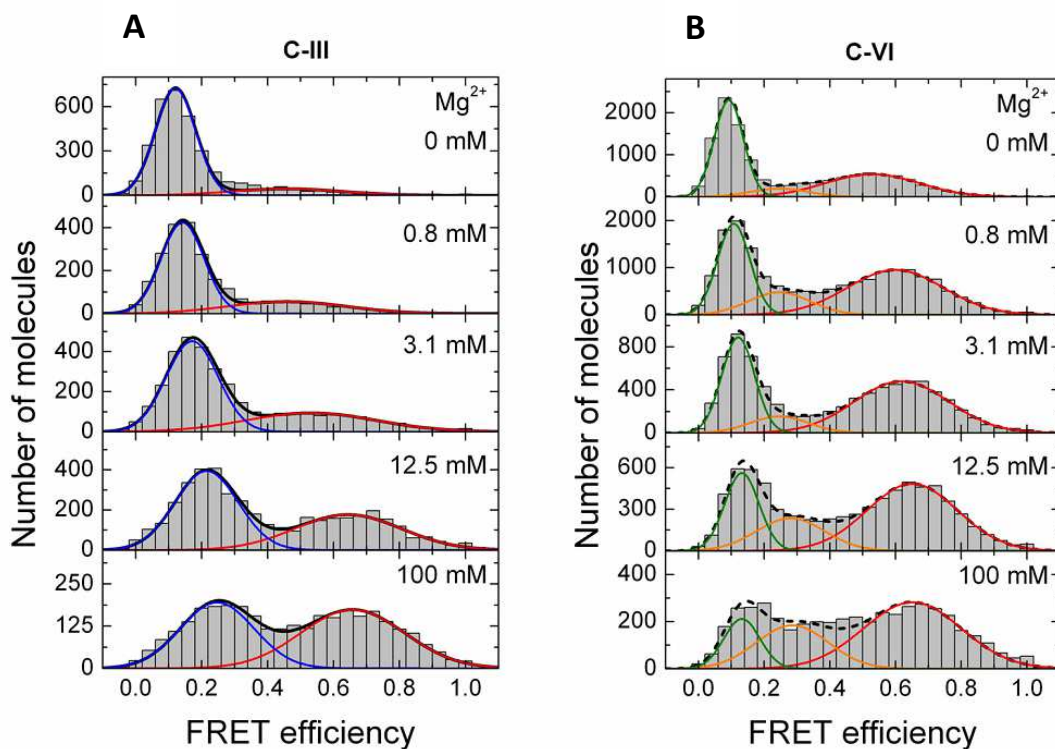 A
C-III
Number of molecules
Mg2+
0 mM
600
300
0
0.8 mM
400
200
0
3.1 mM
400
200
0
12.5 mM
400
200
0
100 mM
250
125
0
0.0 0.2 0.4 0.6 0.8 1.0
FRET efficiency
B
C-VI
Number of molecules
Mg2+
0 mM
2000
1000
0
0.8 mM
2000
1000
0
3.1 mM
800
400
0
12.5 mM
600
300
0
100 mM
400
200
0
0.0 0.2 0.4 0.6 0.8 1.0
FRET efficiency